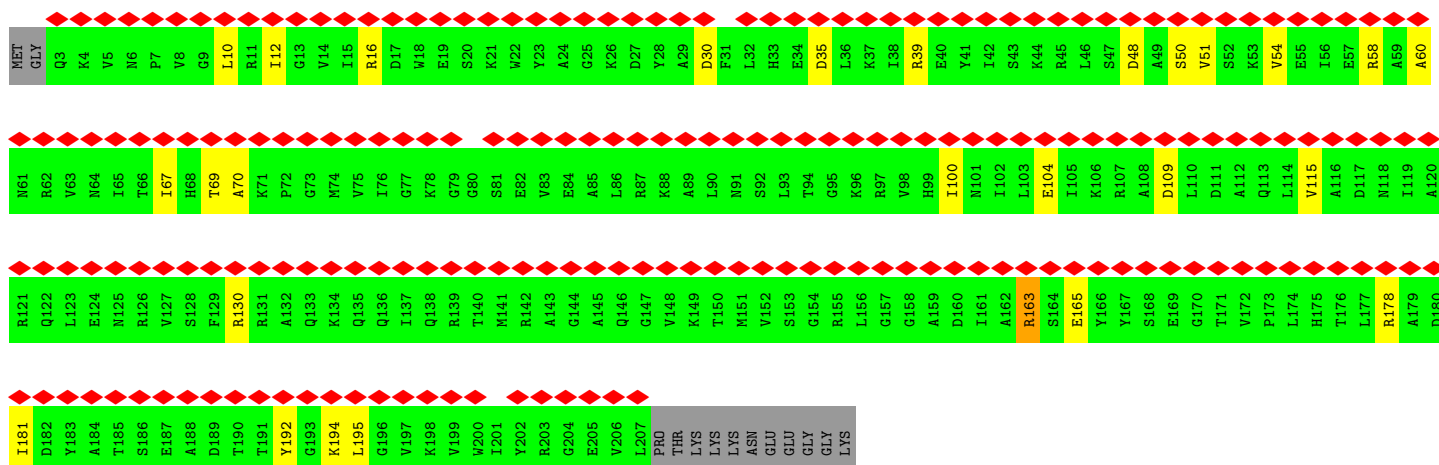 MET GLY Q3 K4 V5 N6 P7 V8 G9 L10 R11 I12 G13 V14 I15 R16 D17 W18 E19 S20 K21 W22 Y23 A24 G25 K26 D27 Y28 A29 D30 F31 L32 H33 E34 D35 L36 K37 I38 R39 E40 Y41 I42 S43 K44 R45 L46 S47 D48 A49 S50 V51 S52 K53 V54 E55 I56 E57 R58 A59 A60
N61 R62 V63 N64 I65 T66 I67 H68 T69 A70 K71 P72 G73 M74 V75 I76 G77 K78 G79 G80 S81 E82 V83 E84 A85 L86 R87 K88 A89 L90 N91 S92 L93 T94 G95 K96 R97 V98 H99 I100 N101 I102 L103 E104 I105 K106 R107 A108 D109 L110 D111 A112 Q113 L114 V115 A116 D117 N118 I119 A120
R121 Q122 L123 E124 N125 R126 V127 S128 F129 R130 R131 A132 Q133 K134 Q135 Q136 I137 Q138 R139 T140 M141 R142 A143 G144 A145 Q146 G147 V148 K149 T150 M151 V152 S153 G154 R155 L156 G157 G158 A159 D160 I161 A162 R163 S164 E165 Y166 Y167 S168 E169 G170 T171 V172 P173 L174 H175 T176 L177 R178 A179 D180
I181 D182 Y183 A184 T185 S186 E187 A188 D189 T190 T191 Y192 G193 K194 L195 G196 V197 K198 V199 W200 I201 Y202 R203 G204 E205 V206 L207 PRO THR LYS LYS LYS ASN GLU GLU GLY GLY LYS